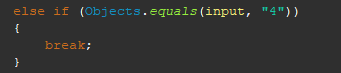 else if (Objects.equals(input, "4"))
{
break;
}